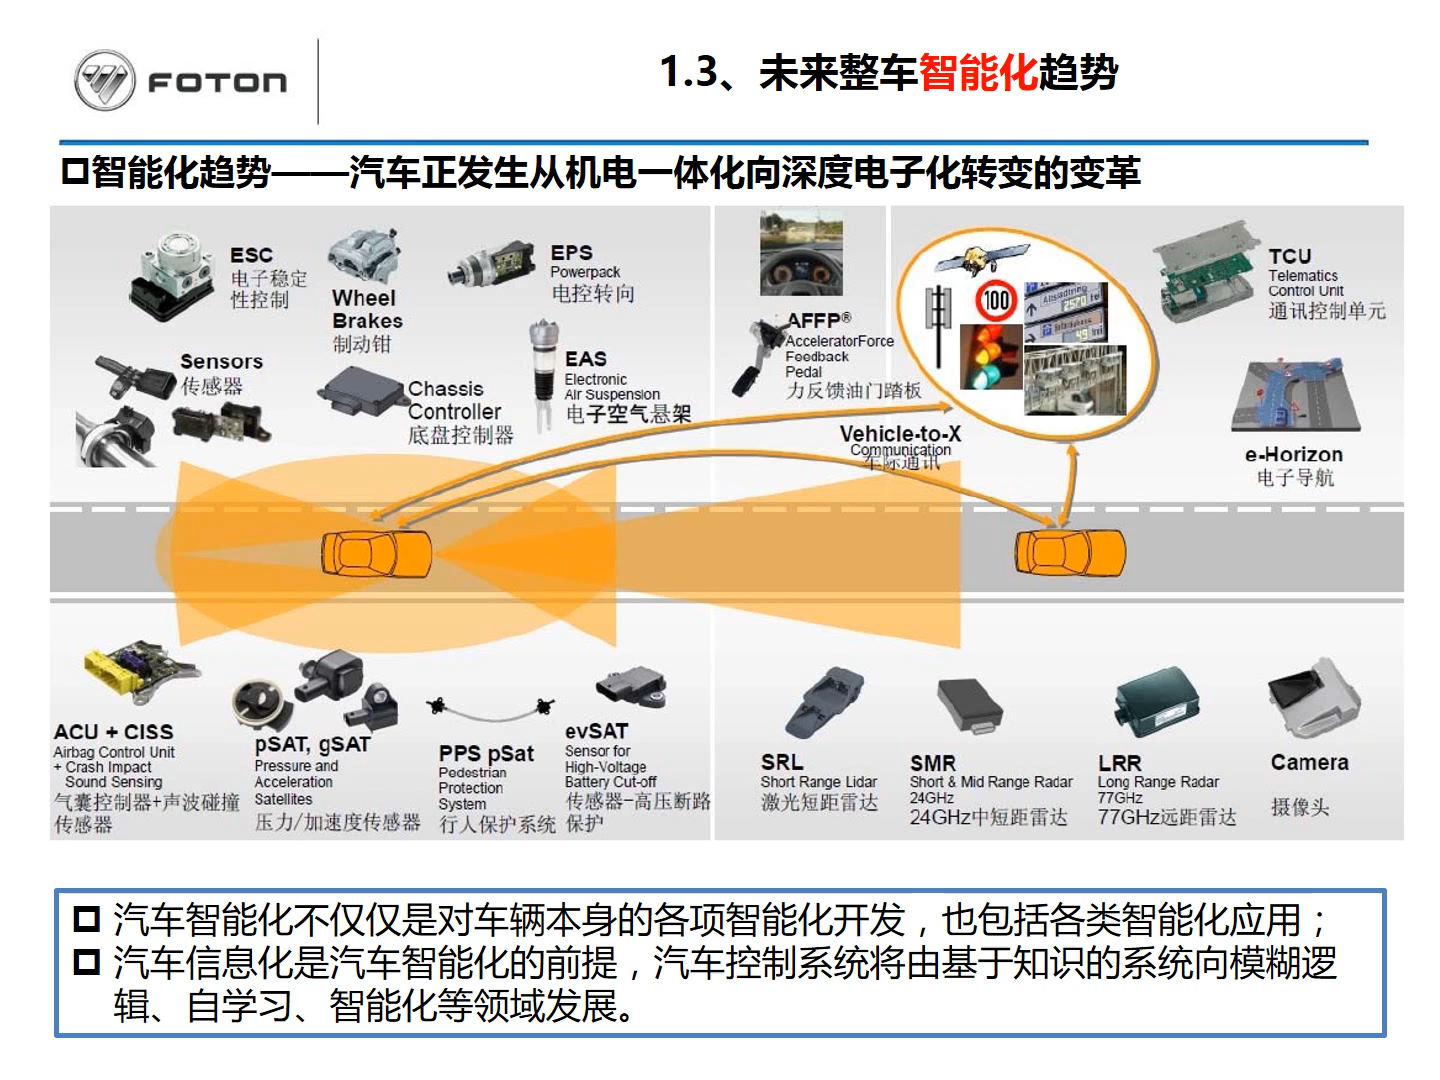 FOTON
1.3、未来整车智能化趋势
智能化趋势——汽车正发生从机电一体化向深度电子化转变的变革
ESC
电子稳定
性控制
Wheel
Brakes
制动钳
EPS
Powerpack
电控转向
Sensors
传感器
Chassis
Controller
底盘控制器
EAS
Electronic
Air Suspension
电子空气悬架
AFFP®
AcceleratorForce
Feedback
Pedal
力反馈油门踏板
100
Vehicle-to-X
Communication
车际通讯
TCU
Telematics
Control Unit
通讯控制单元
e-Horizon
电子导航
ACU + CISS
Airbag Control Unit
+ Crash Impact
Sound Sensing
气囊控制器+声波碰撞
传感器
pSAT, gSAT
Pressure and
Acceleration
Satellites
压力/加速度传感器
PPS pSat
Pedestrian
Protection
System
行人保护系统
evSAT
Sensor for
High-Voltage
Battery Cut-off
传感器-高压断路
保护
SRL
Short Range Lidar
激光短距雷达
SMR
Short & Mid Range Radar
24GHz
24GHz中短距雷达
LRR
Long Range Radar
77GHz
77GHz远距雷达
Camera
摄像头
汽车智能化不仅仅是对车辆本身的各项智能化开发，也包括各类智能化应用；
汽车信息化是汽车智能化的前提，汽车控制系统将由基于知识的系统向模糊逻
辑、自学习、智能化等领域发展。